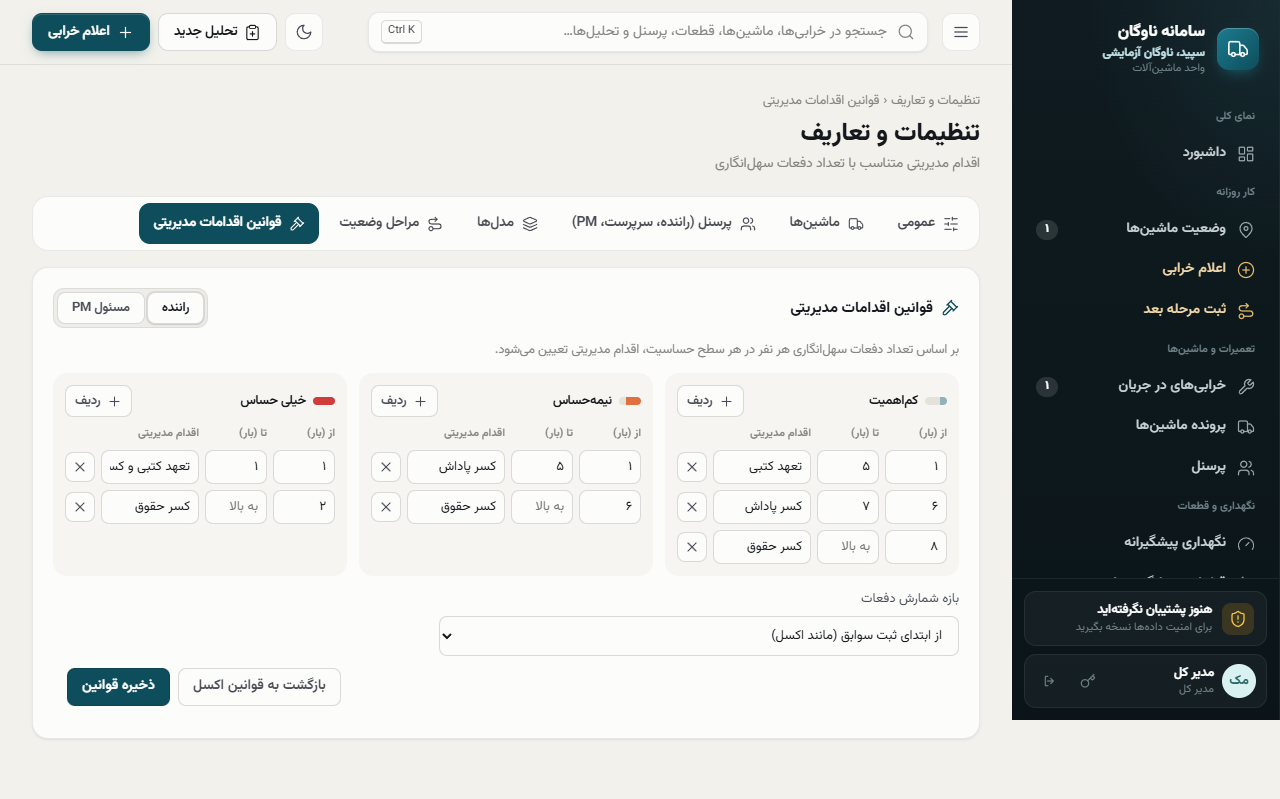 سامانه ناوگان
سپید، ناوگان آزمایشی
واحد ماشین‌آلات
نمای کلی
داشبورد
کار روزانه
وضعیت ماشین‌ها
۱
اعلام خرابی
ثبت مرحله بعد
تعمیرات و ماشین‌ها
خرابی‌های در جریان
۱
پرونده ماشین‌ها
پرسنل
نگهداری و قطعات
نگهداری پیشگیرانه
هنوز پشتیبان نگرفته‌اید
برای امنیت داده‌ها نسخه بگیرید
مک
مدیر کل
مدیر کل
جستجو در خرابی‌ها، ماشین‌ها، قطعات، پرسنل و تحلیل‌ها...
Ctrl K
تحلیل جدید
اعلام خرابی
تنظیمات و تعاریف › قوانین اقدامات مدیریتی
تنظیمات و تعاریف
اقدام مدیریتی متناسب با تعداد دفعات سهل‌انگاری
عمومی
ماشین‌ها
پرسنل (راننده، سرپرست، PM)
مدل‌ها
مراحل وضعیت
قوانین اقدامات مدیریتی
قوانین اقدامات مدیریتی
راننده
مسئول PM
بر اساس تعداد دفعات سهل‌انگاری هر نفر در هر سطح حساسیت، اقدام مدیریتی تعیین می‌شود.
کم‌اهمیت
ردیف
از (بار) تا (بار) اقدام مدیریتی
۱ ۵ تعهد کتبی
۶ ۷ کسر پاداش
۸ به بالا کسر حقوق
نیمه‌حساس
ردیف
از (بار) تا (بار) اقدام مدیریتی
۱ ۵ کسر پاداش
۶ به بالا کسر حقوق
خیلی حساس
ردیف
از (بار) تا (بار) اقدام مدیریتی
۱ ۱ تعهد کتبی و کس
۲ به بالا کسر حقوق
بازه شمارش دفعات
از ابتدای ثبت سوابق (مانند اکسل)
بازگشت به قوانین اکسل
ذخیره قوانین